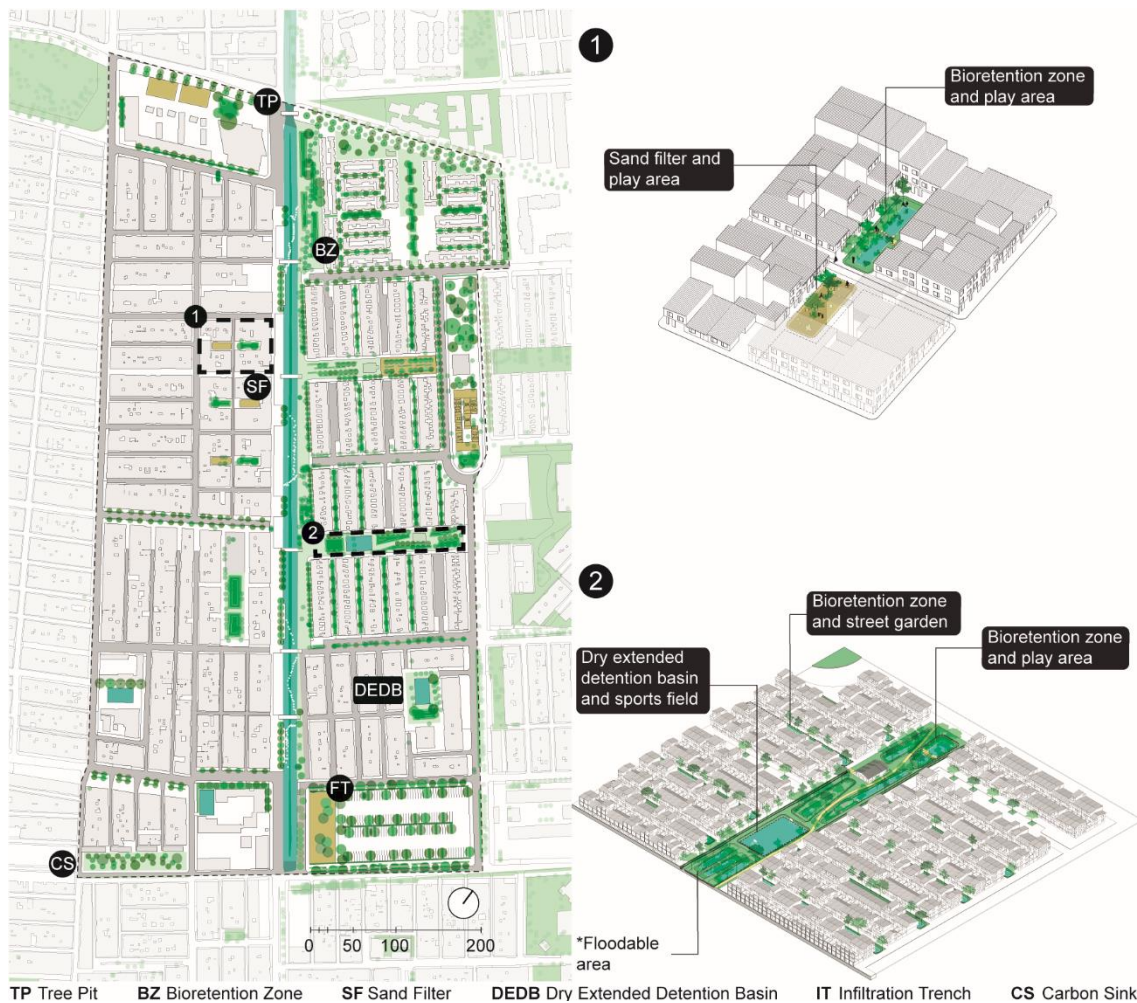 TP
BZ
1
SF
2
DEDB
FT
CS
0 50 100 200
1
Bioretention zone
and play area
Sand filter and
play area
2
Bioretention zone
and street garden
Bioretention zone
and play area
Dry extended
detention basin
and sports field
*Floodable
area
TP Tree Pit BZ Bioretention Zone SF Sand Filter DEDB Dry Extended Detention Basin IT Infiltration Trench CS Carbon Sink